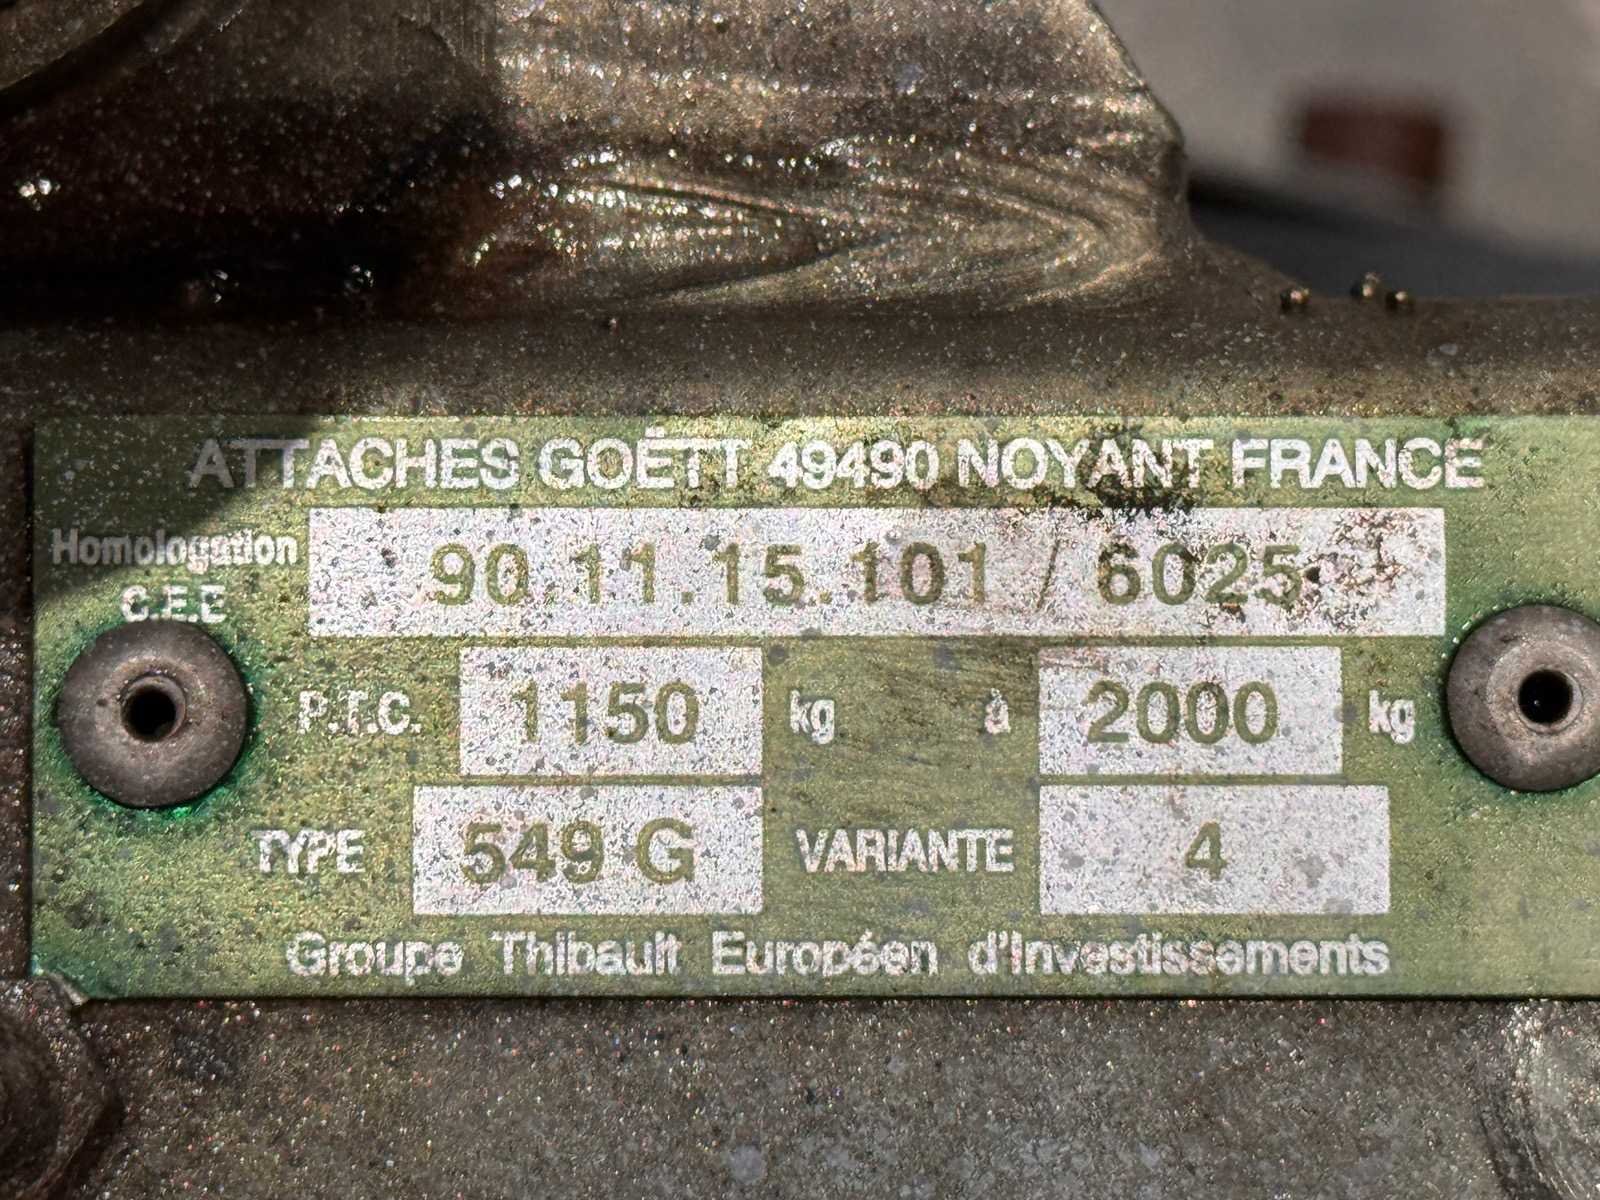 ATTACHES GOËTT 49490 NOYANT FRANCE
Homologation C.E.E 90.11.15.101 / 6025
P.T.C. 1150 kg à 2000 kg
TYPE 549 G VARIANTE 4
Groupe Thibault Européen d'Investissements